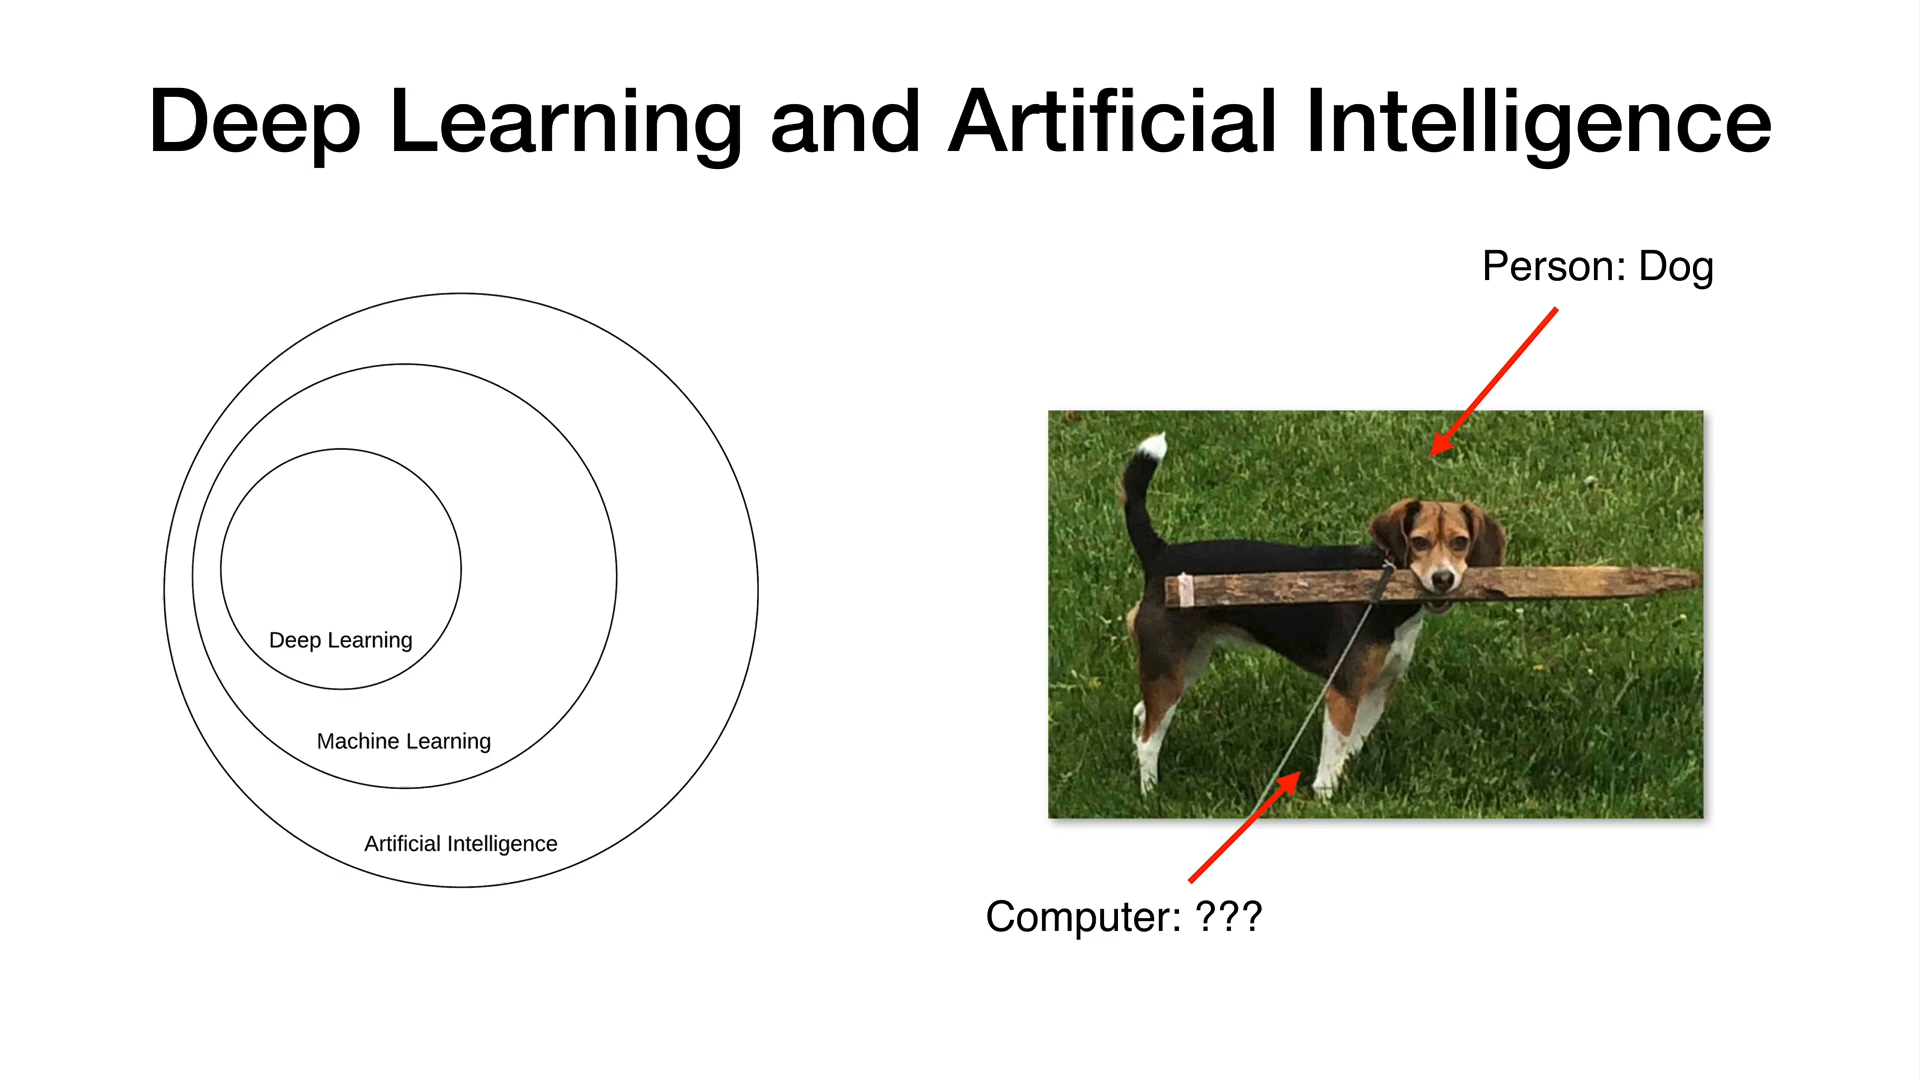 Deep Learning and Artificial Intelligence
Person: Dog
Deep Learning
Machine Learning
Artificial Intelligence
Computer: ???